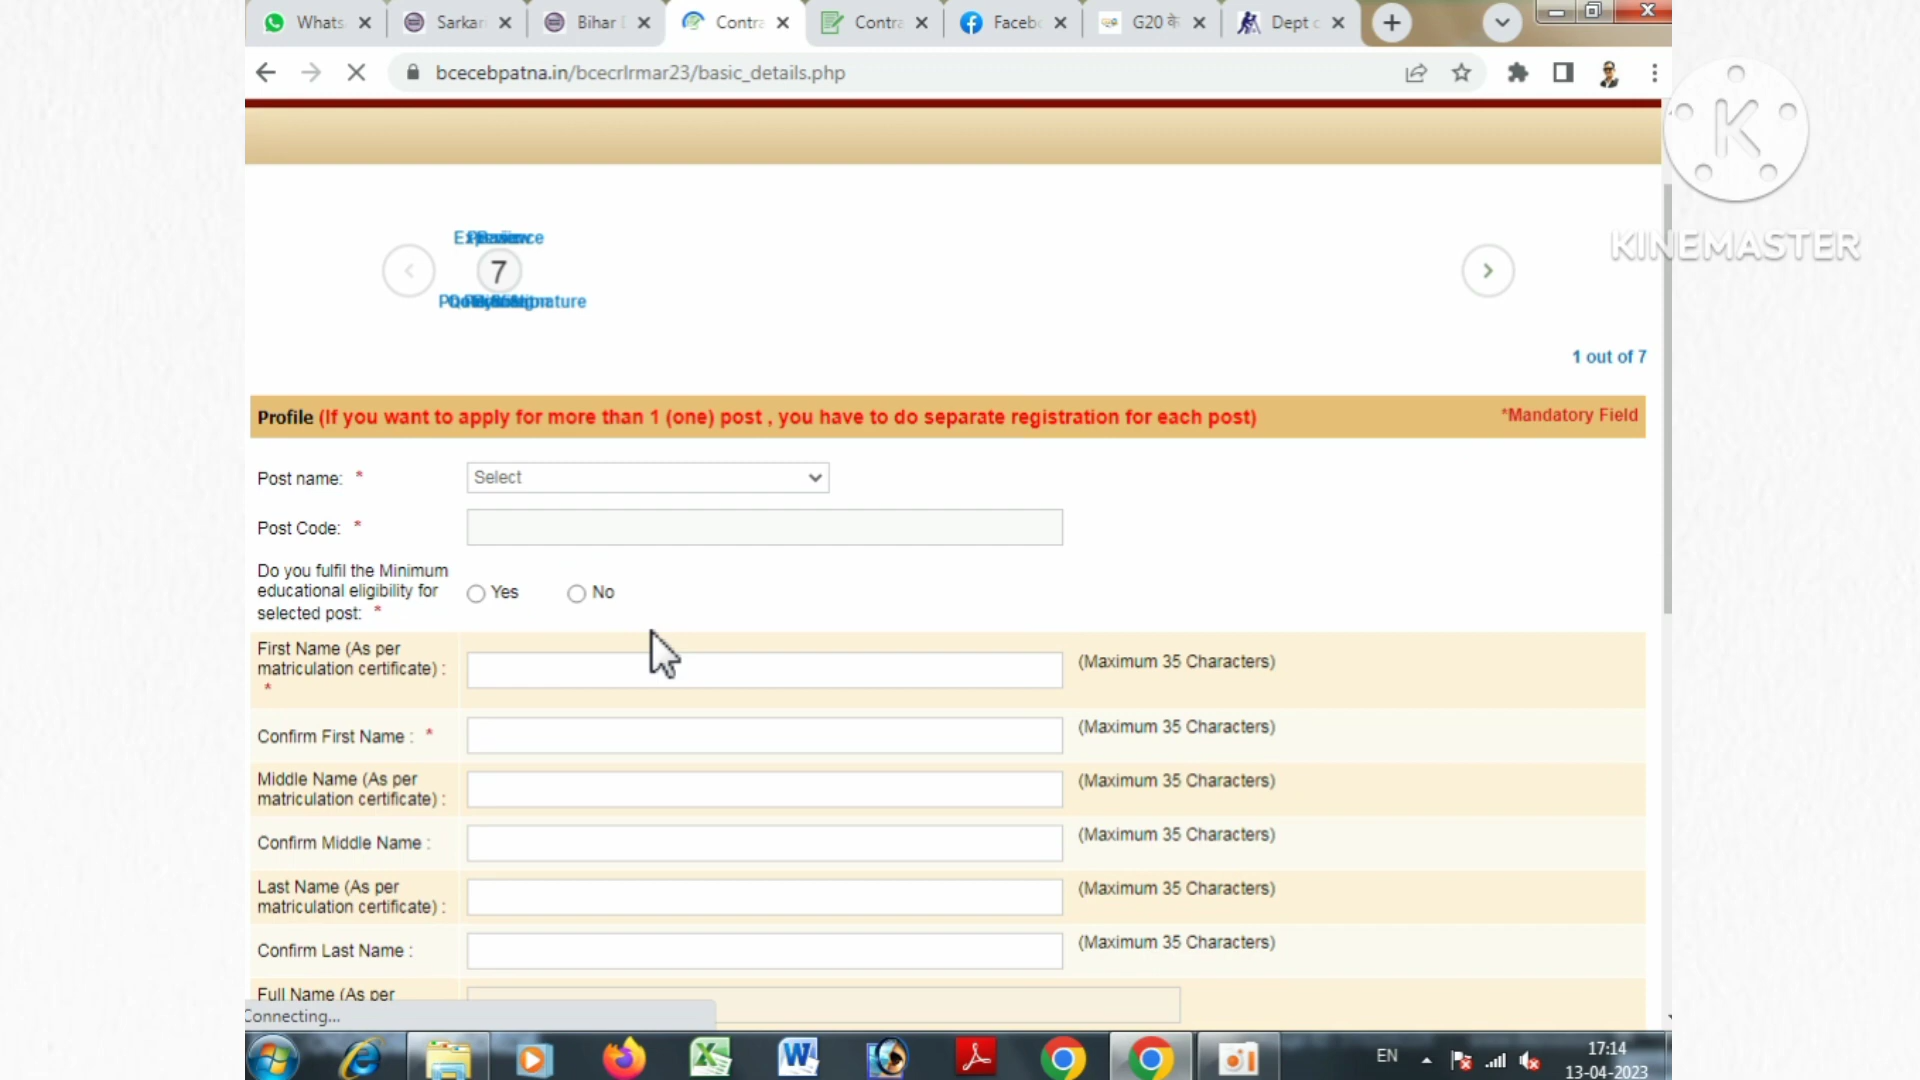 Whats
Sarkar
Bihar
Contra
Contra
Faceb
G20 के
Dept
bcecebpatna.in/bcecrlrmar23/basic_details.php
KINEMASTER
7
1 out of 7
Profile (If you want to apply for more than 1 (one) post , you have to do separate registration for each post)
*Mandatory Field
Post name: *
Select
Post Code: *
Do you fulfil the Minimum
educational eligibility for
selected post: *
Yes
No
First Name (As per
matriculation certificate) :
*
(Maximum 35 Characters)
Confirm First Name : *
(Maximum 35 Characters)
Middle Name (As per
matriculation certificate) :
(Maximum 35 Characters)
Confirm Middle Name :
(Maximum 35 Characters)
Last Name (As per
matriculation certificate) :
(Maximum 35 Characters)
Confirm Last Name :
(Maximum 35 Characters)
Full Name (As per
Connecting...
EN
17:14
13-04-2023